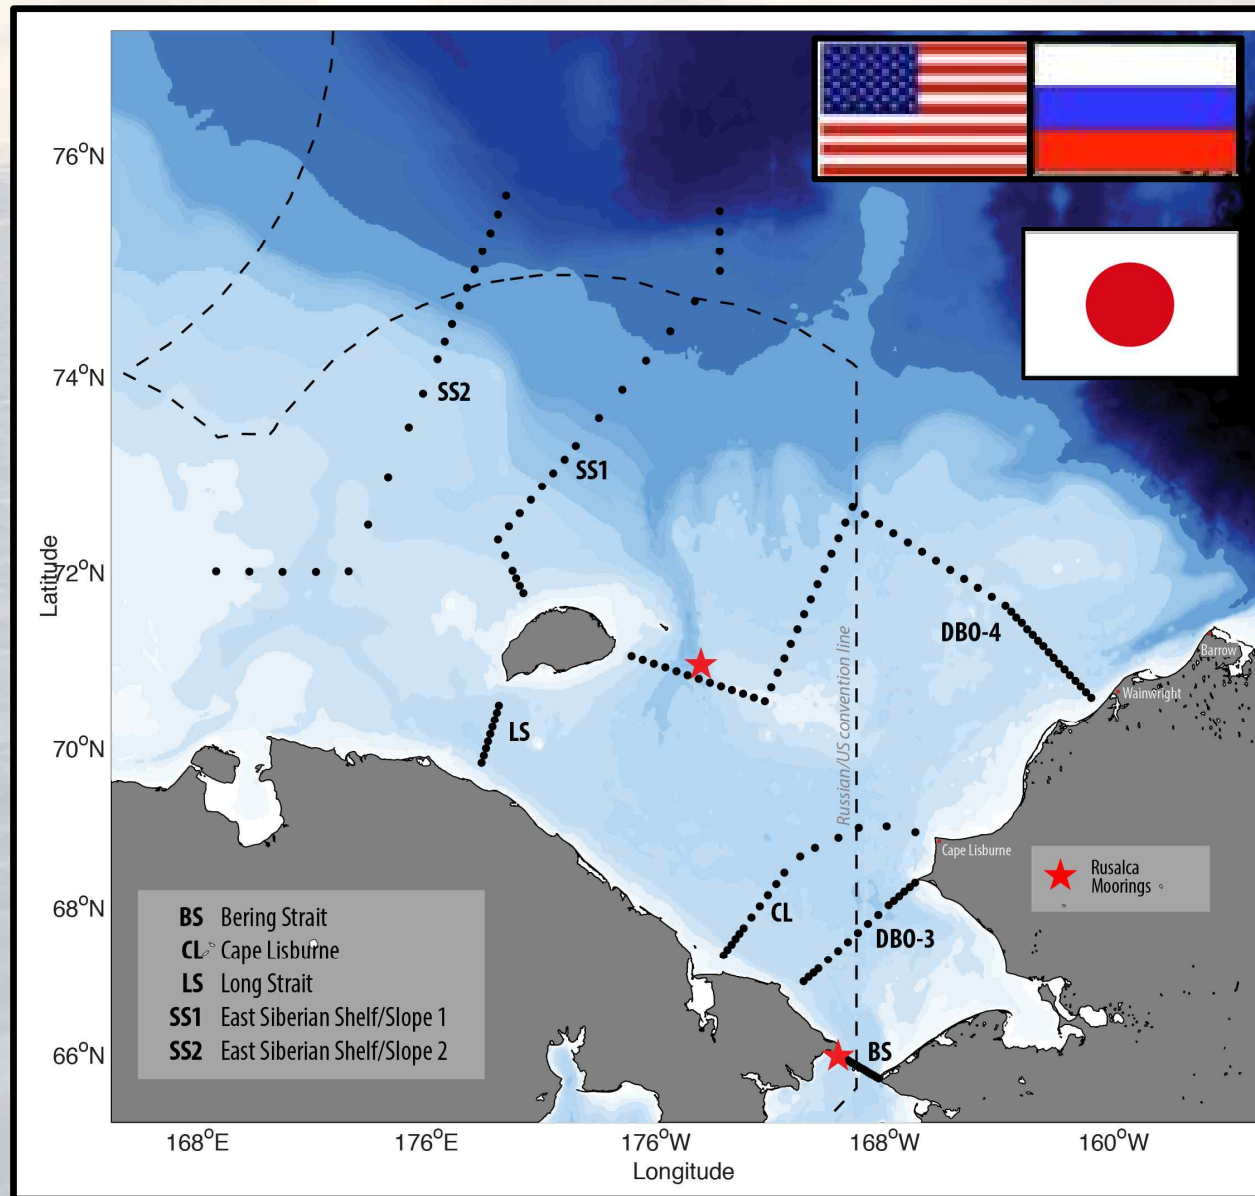 76°N
74°N
72°N
70°N
68°N
66°N
Latitude
168°E
176°E
176°W
168°W
160°W
Longitude
SS2
SS1
DBO-4
LS
CL
DBO-3
BS
Russian/US convention line
Barrow
Wainwright
Cape Lisburne
Rusalca
Moorings
BS Bering Strait
CL Cape Lisburne
LS Long Strait
SS1 East Siberian Shelf/Slope 1
SS2 East Siberian Shelf/Slope 2